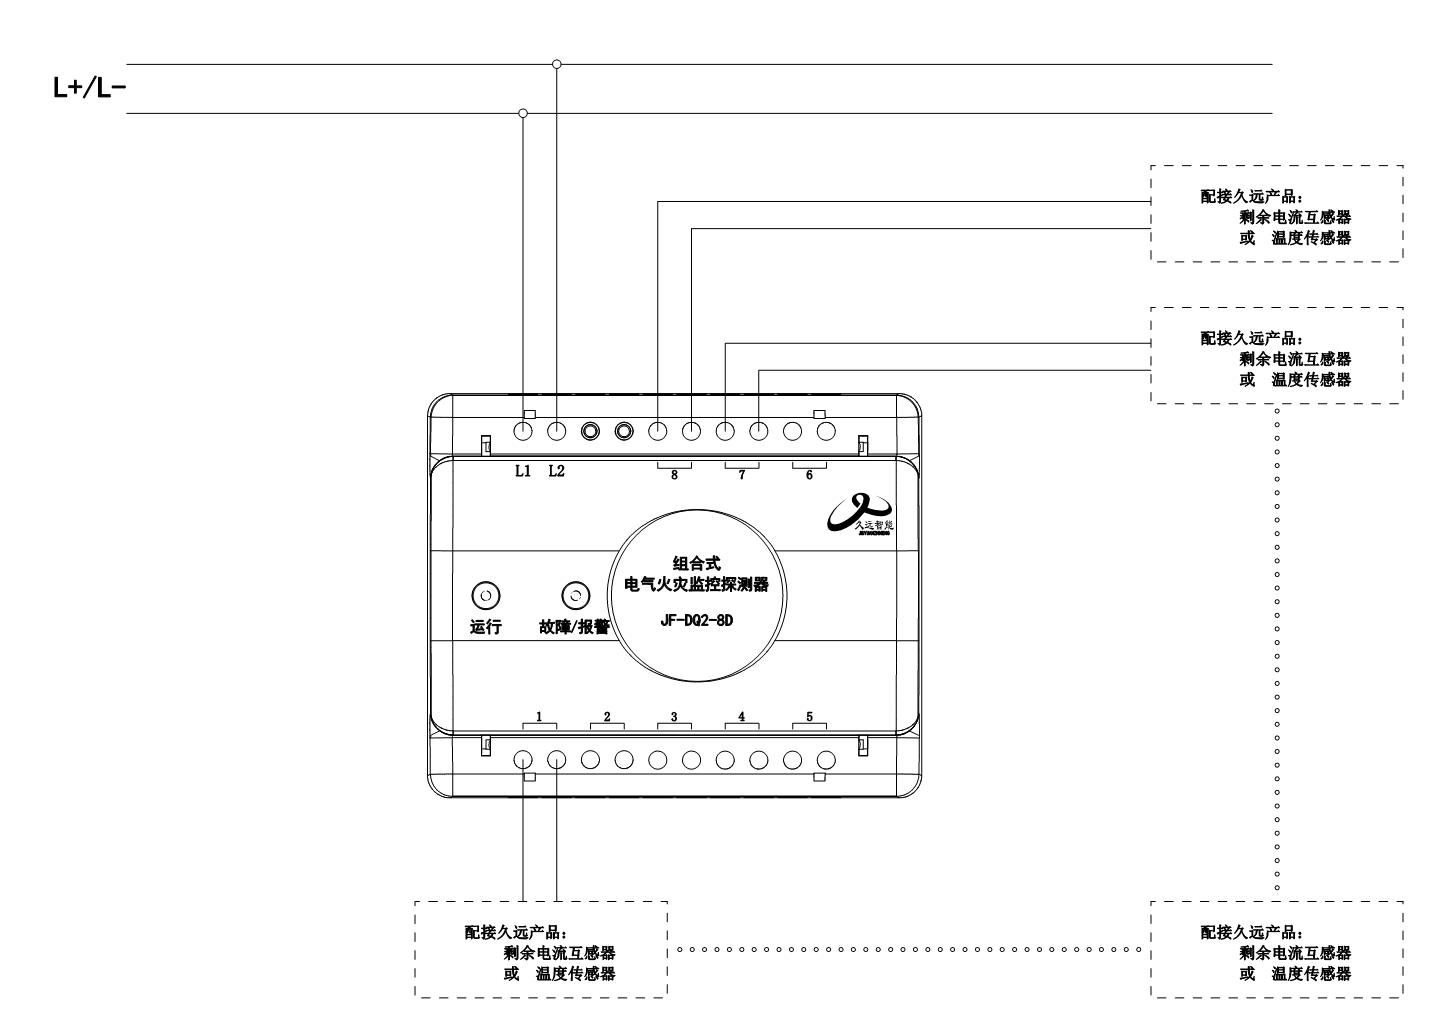 L+/L-
配接久远产品:
剩余电流互感器
或 温度传感器
配接久远产品:
剩余电流互感器
或 温度传感器
L1 L2 8 7 6
久远智能
组合式
电气火灾监控探测器
JF-DQ2-8D
运行 故障/报警
1 2 3 4 5
配接久远产品:
剩余电流互感器
或 温度传感器
配接久远产品:
剩余电流互感器
或 温度传感器